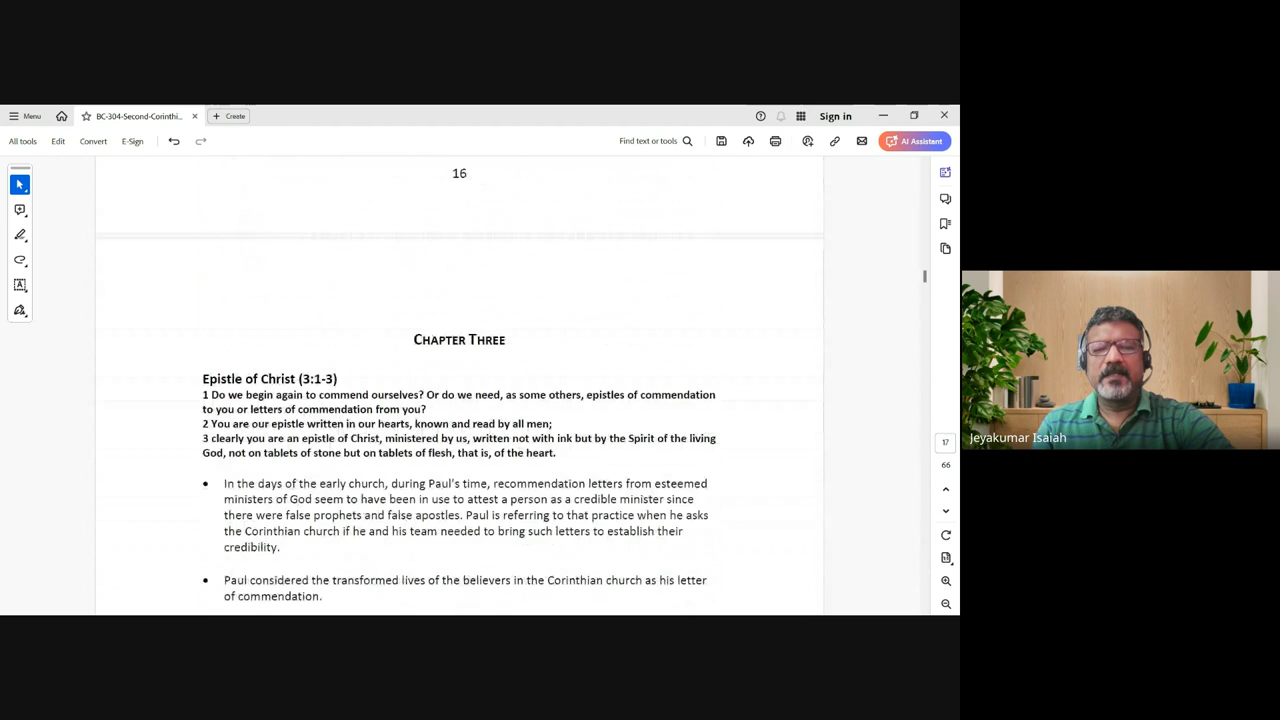 Menu
BC-304-Second-Corinthi...
Create
Sign in
All tools
Edit
Convert
E-Sign
Find text or tools
AI Assistant
16
CHAPTER THREE
Epistle of Christ (3:1-3)
1 Do we begin again to commend ourselves? Or do we need, as some others, epistles of commendation
to you or letters of commendation from you?
2 You are our epistle written in our hearts, known and read by all men;
3 clearly you are an epistle of Christ, ministered by us, written not with ink but by the Spirit of the living
God, not on tablets of stone but on tablets of flesh, that is, of the heart.
• In the days of the early church, during Paul's time, recommendation letters from esteemed
ministers of God seem to have been in use to attest a person as a credible minister since
there were false prophets and false apostles. Paul is referring to that practice when he asks
the Corinthian church if he and his team needed to bring such letters to establish their
credibility.
• Paul considered the transformed lives of the believers in the Corinthian church as his letter
of commendation.
17
66
Jeyakumar Isaiah